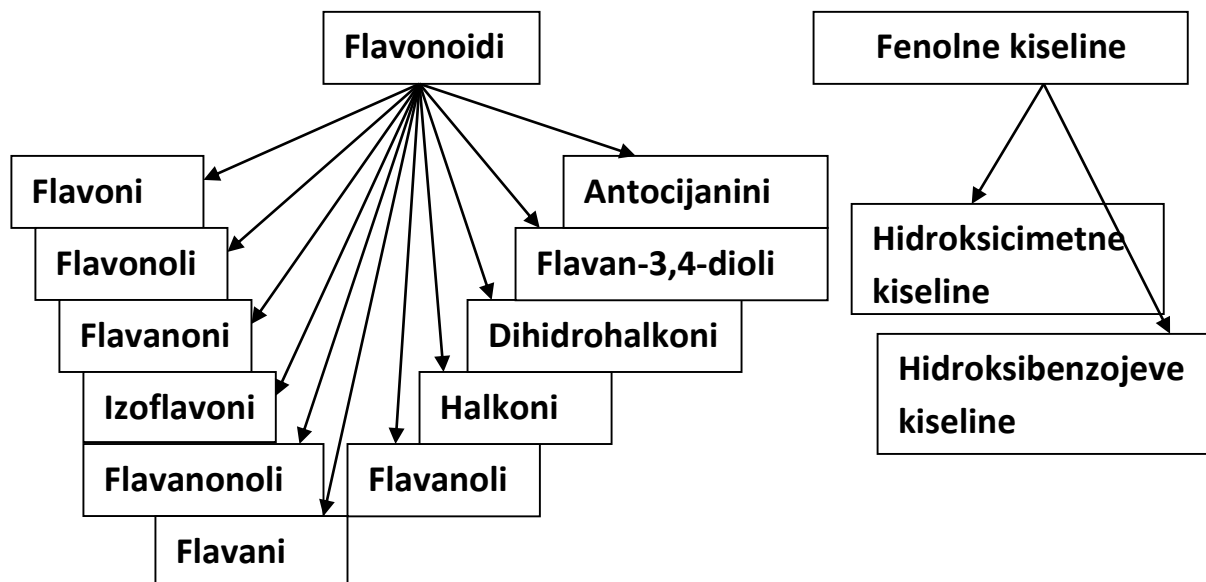 Flavonoidi
Fenolne kiseline
Flavoni
Antocijanini
Flavonoli
Flavan-3,4-dioli
Hidroksicimetne
kiseline
Flavanoni
Dihidrohalkoni
Hidroksibenzojeve
kiseline
Izoflavoni
Halkoni
Flavanonoli
Flavanoli
Flavani